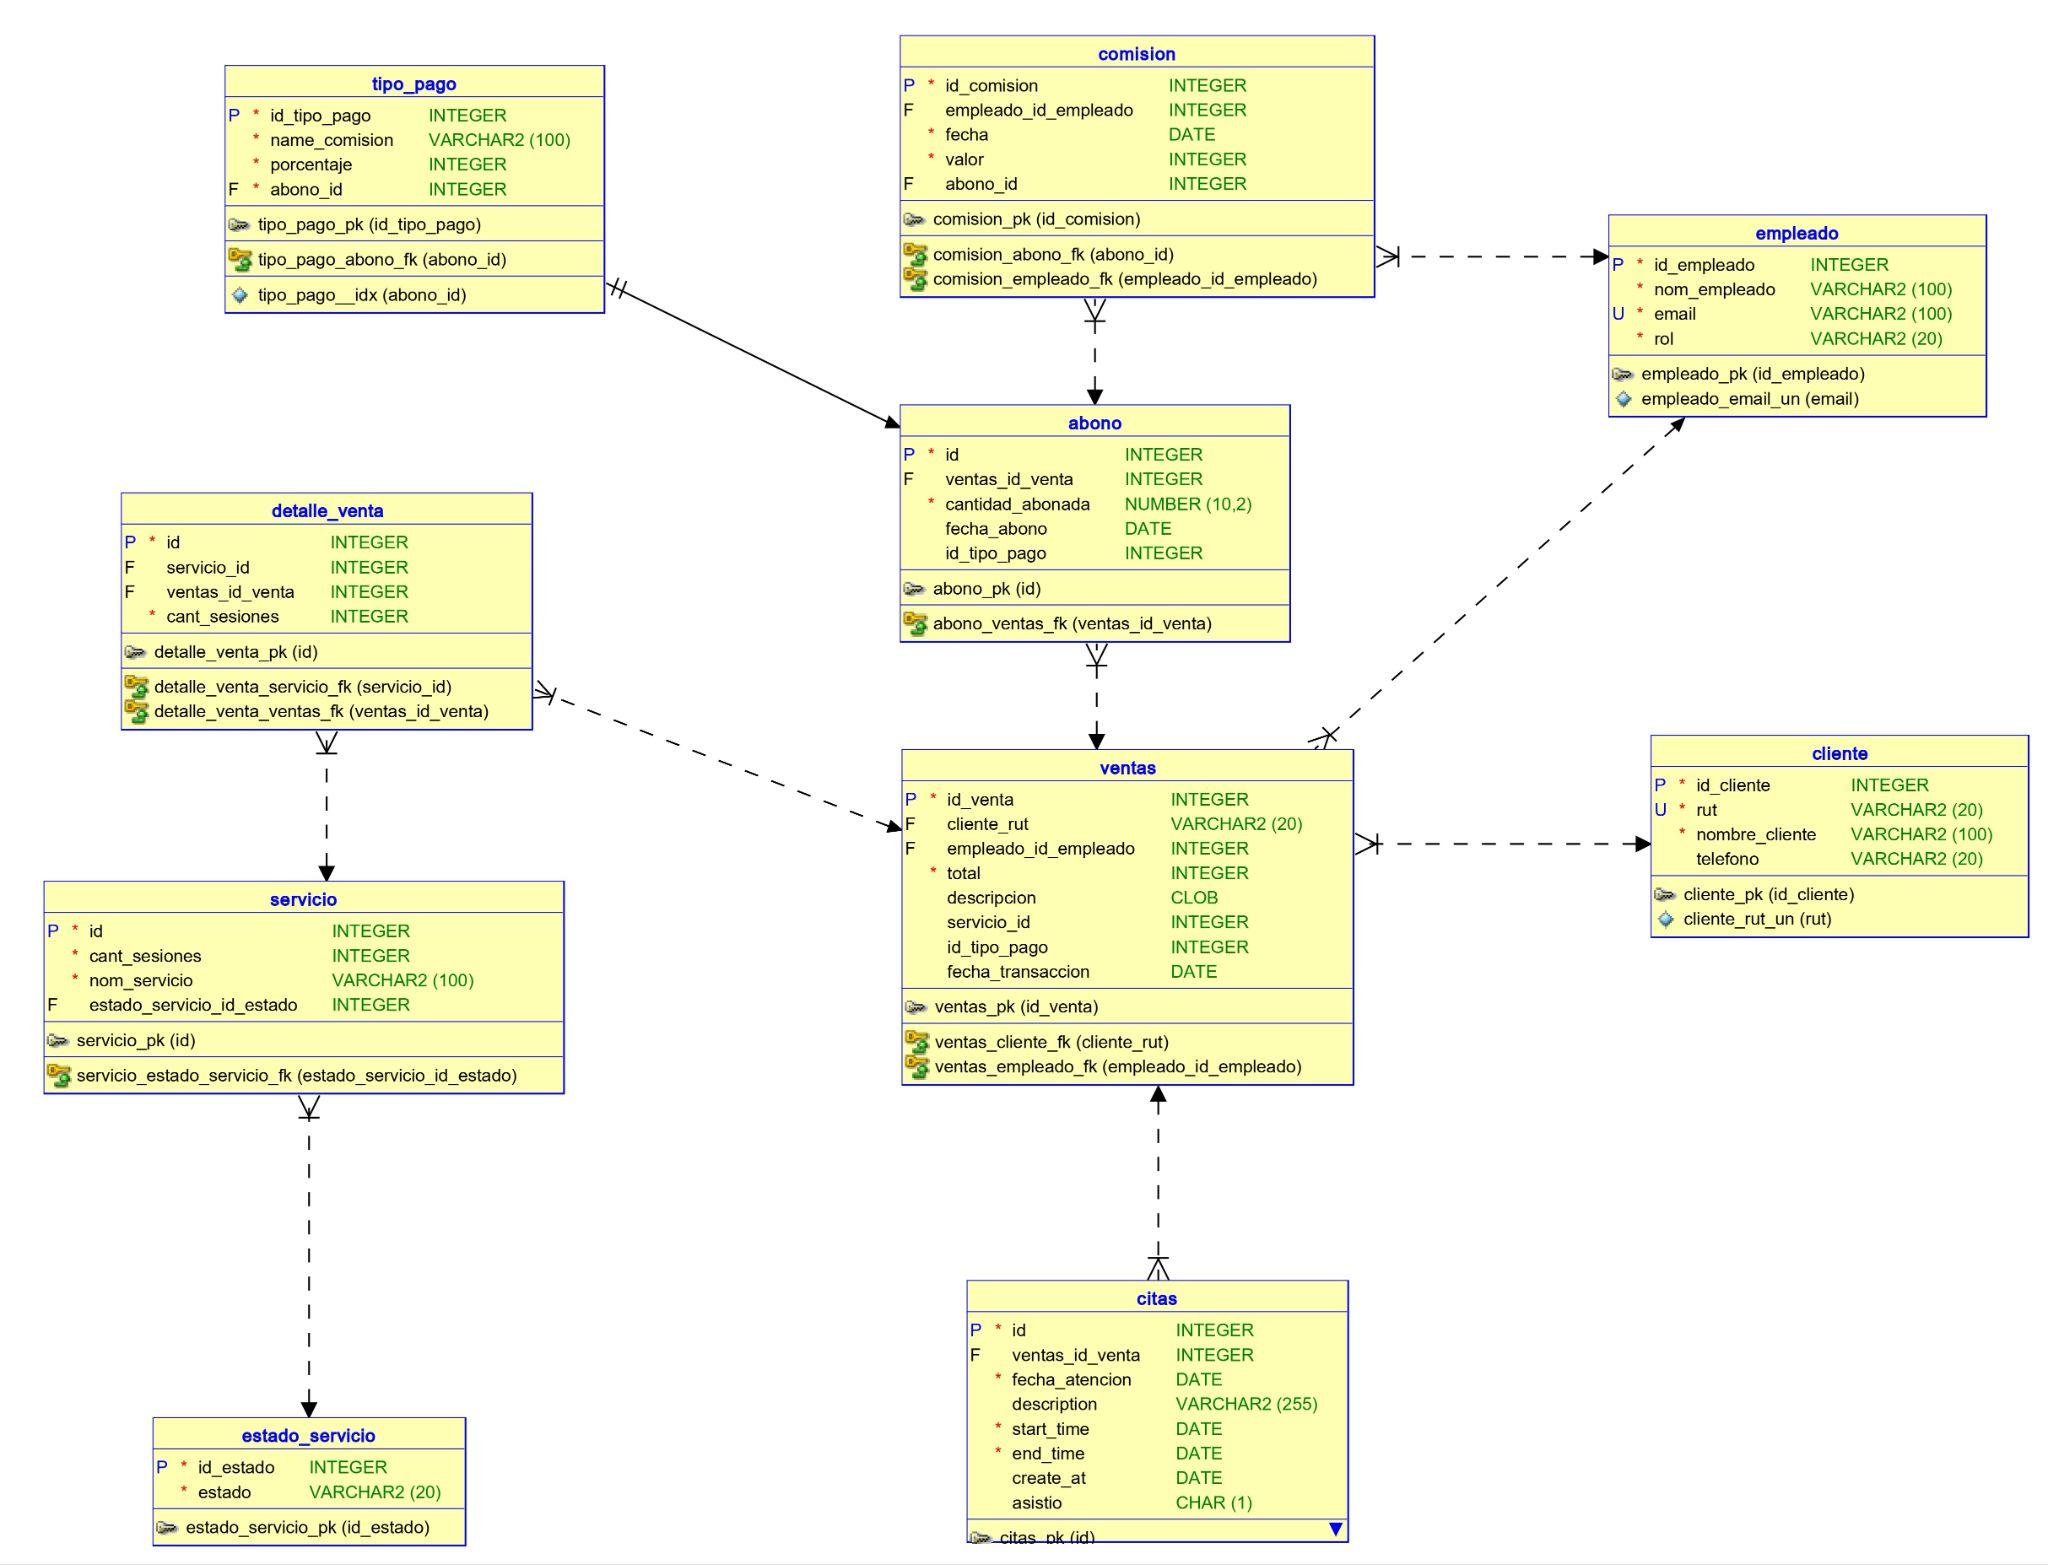 comision
P * id_comision INTEGER
F empleado_id_empleado INTEGER
* fecha DATE
* valor INTEGER
F abono_id INTEGER
comision_pk (id_comision)
comision_abono_fk (abono_id)
comision_empleado_fk (empleado_id_empleado)
tipo_pago
P * id_tipo_pago INTEGER
* name_comision VARCHAR2 (100)
* porcentaje INTEGER
F * abono_id INTEGER
tipo_pago_pk (id_tipo_pago)
tipo_pago_abono_fk (abono_id)
tipo_pago__idx (abono_id)
empleado
P * id_empleado INTEGER
* nom_empleado VARCHAR2 (100)
U * email VARCHAR2 (100)
* rol VARCHAR2 (20)
empleado_pk (id_empleado)
empleado_email_un (email)
abono
P * id INTEGER
F ventas_id_venta INTEGER
* cantidad_abonada NUMBER (10,2)
fecha_abono DATE
id_tipo_pago INTEGER
abono_pk (id)
abono_ventas_fk (ventas_id_venta)
detalle_venta
P * id INTEGER
F servicio_id INTEGER
F ventas_id_venta INTEGER
* cant_sesiones INTEGER
detalle_venta_pk (id)
detalle_venta_servicio_fk (servicio_id)
detalle_venta_ventas_fk (ventas_id_venta)
ventas
P * id_venta INTEGER
F cliente_rut VARCHAR2 (20)
F empleado_id_empleado INTEGER
* total INTEGER
descripcion CLOB
servicio_id INTEGER
id_tipo_pago INTEGER
fecha_transaccion DATE
ventas_pk (id_venta)
ventas_cliente_fk (cliente_rut)
ventas_empleado_fk (empleado_id_empleado)
cliente
P * id_cliente INTEGER
U * rut VARCHAR2 (20)
* nombre_cliente VARCHAR2 (100)
telefono VARCHAR2 (20)
cliente_pk (id_cliente)
cliente_rut_un (rut)
servicio
P * id INTEGER
* cant_sesiones INTEGER
* nom_servicio VARCHAR2 (100)
F estado_servicio_id_estado INTEGER
servicio_pk (id)
servicio_estado_servicio_fk (estado_servicio_id_estado)
citas
P * id INTEGER
F ventas_id_venta INTEGER
* fecha_atencion DATE
description VARCHAR2 (255)
* start_time DATE
* end_time DATE
create_at DATE
asistio CHAR (1)
citas_pk (id)
estado_servicio
P * id_estado INTEGER
* estado VARCHAR2 (20)
estado_servicio_pk (id_estado)